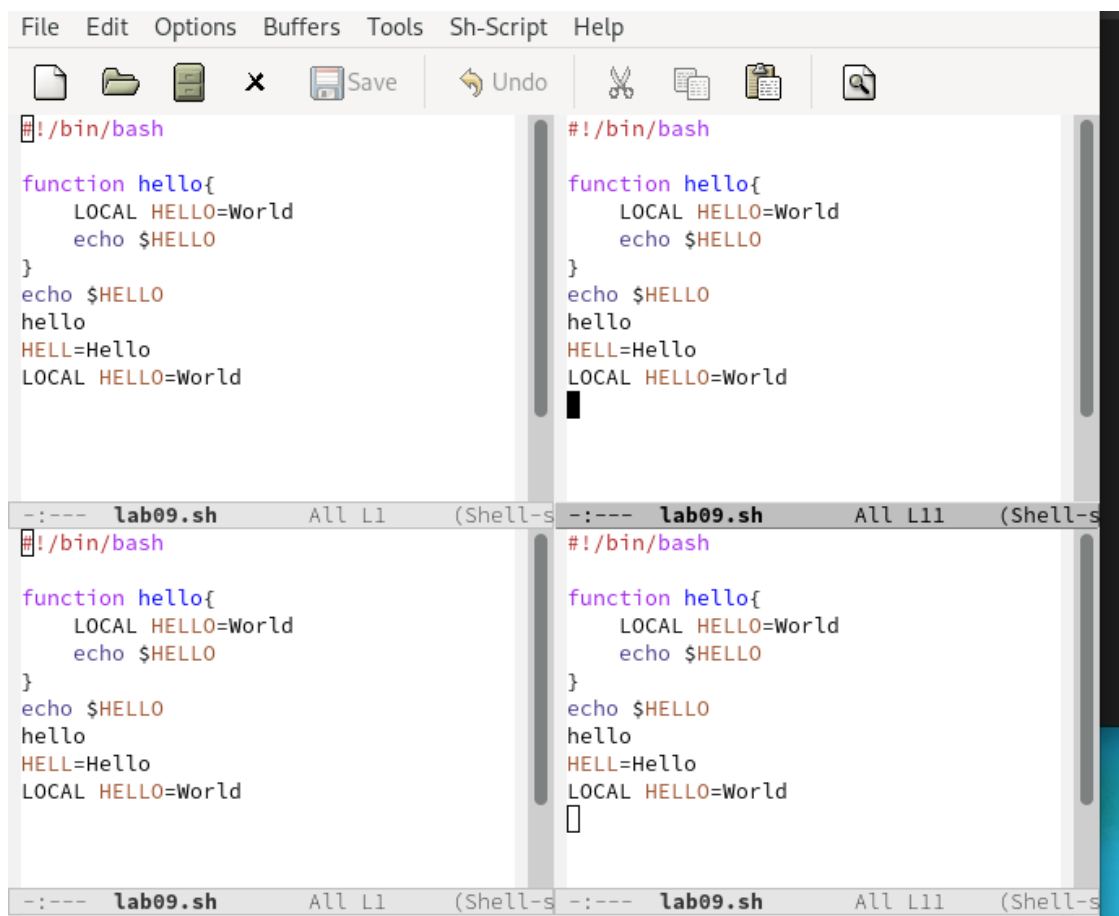 File Edit Options Buffers Tools Sh-Script Help
Save Undo
#!/bin/bash
function hello{
    LOCAL HELLO=World
    echo $HELLO
}
echo $HELLO
hello
HELL=Hello
LOCAL HELLO=World
-:--- lab09.sh All L1 (Shell-s
#!/bin/bash
function hello{
    LOCAL HELLO=World
    echo $HELLO
}
echo $HELLO
hello
HELL=Hello
LOCAL HELLO=World
-:--- lab09.sh All L11 (Shell-s
#!/bin/bash
function hello{
    LOCAL HELLO=World
    echo $HELLO
}
echo $HELLO
hello
HELL=Hello
LOCAL HELLO=World
-:--- lab09.sh All L1 (Shell-s
#!/bin/bash
function hello{
    LOCAL HELLO=World
    echo $HELLO
}
echo $HELLO
hello
HELL=Hello
LOCAL HELLO=World
-:--- lab09.sh All L11 (Shell-s